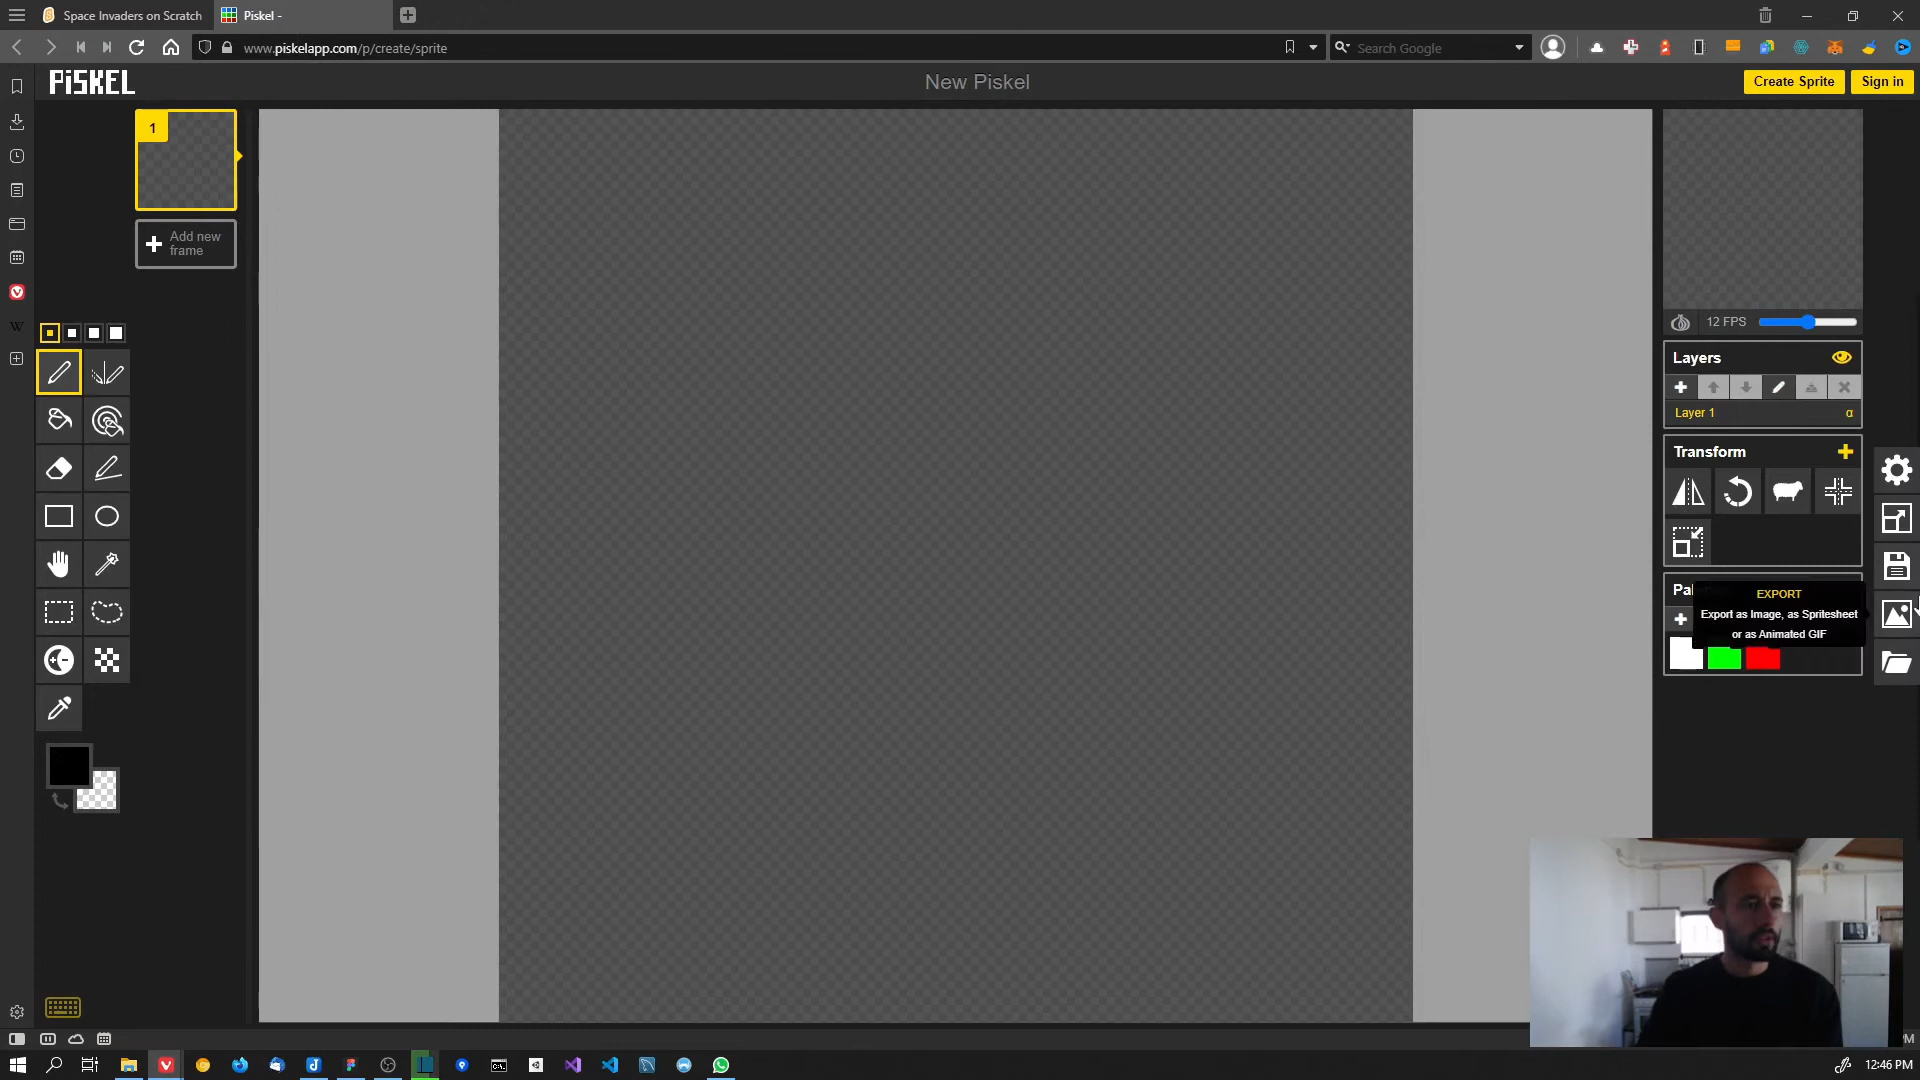 Space Invaders on Scratch
Piskel -
www.piskelapp.com/p/create/sprite
Search Google
PiSKEL
New Piskel
Create Sprite
Sign in
1
Add new
frame
12 FPS
Layers
Layer 1
α
Transform
EXPORT
Export as Image, as Spritesheet
or as Animated GIF
12:46 PM